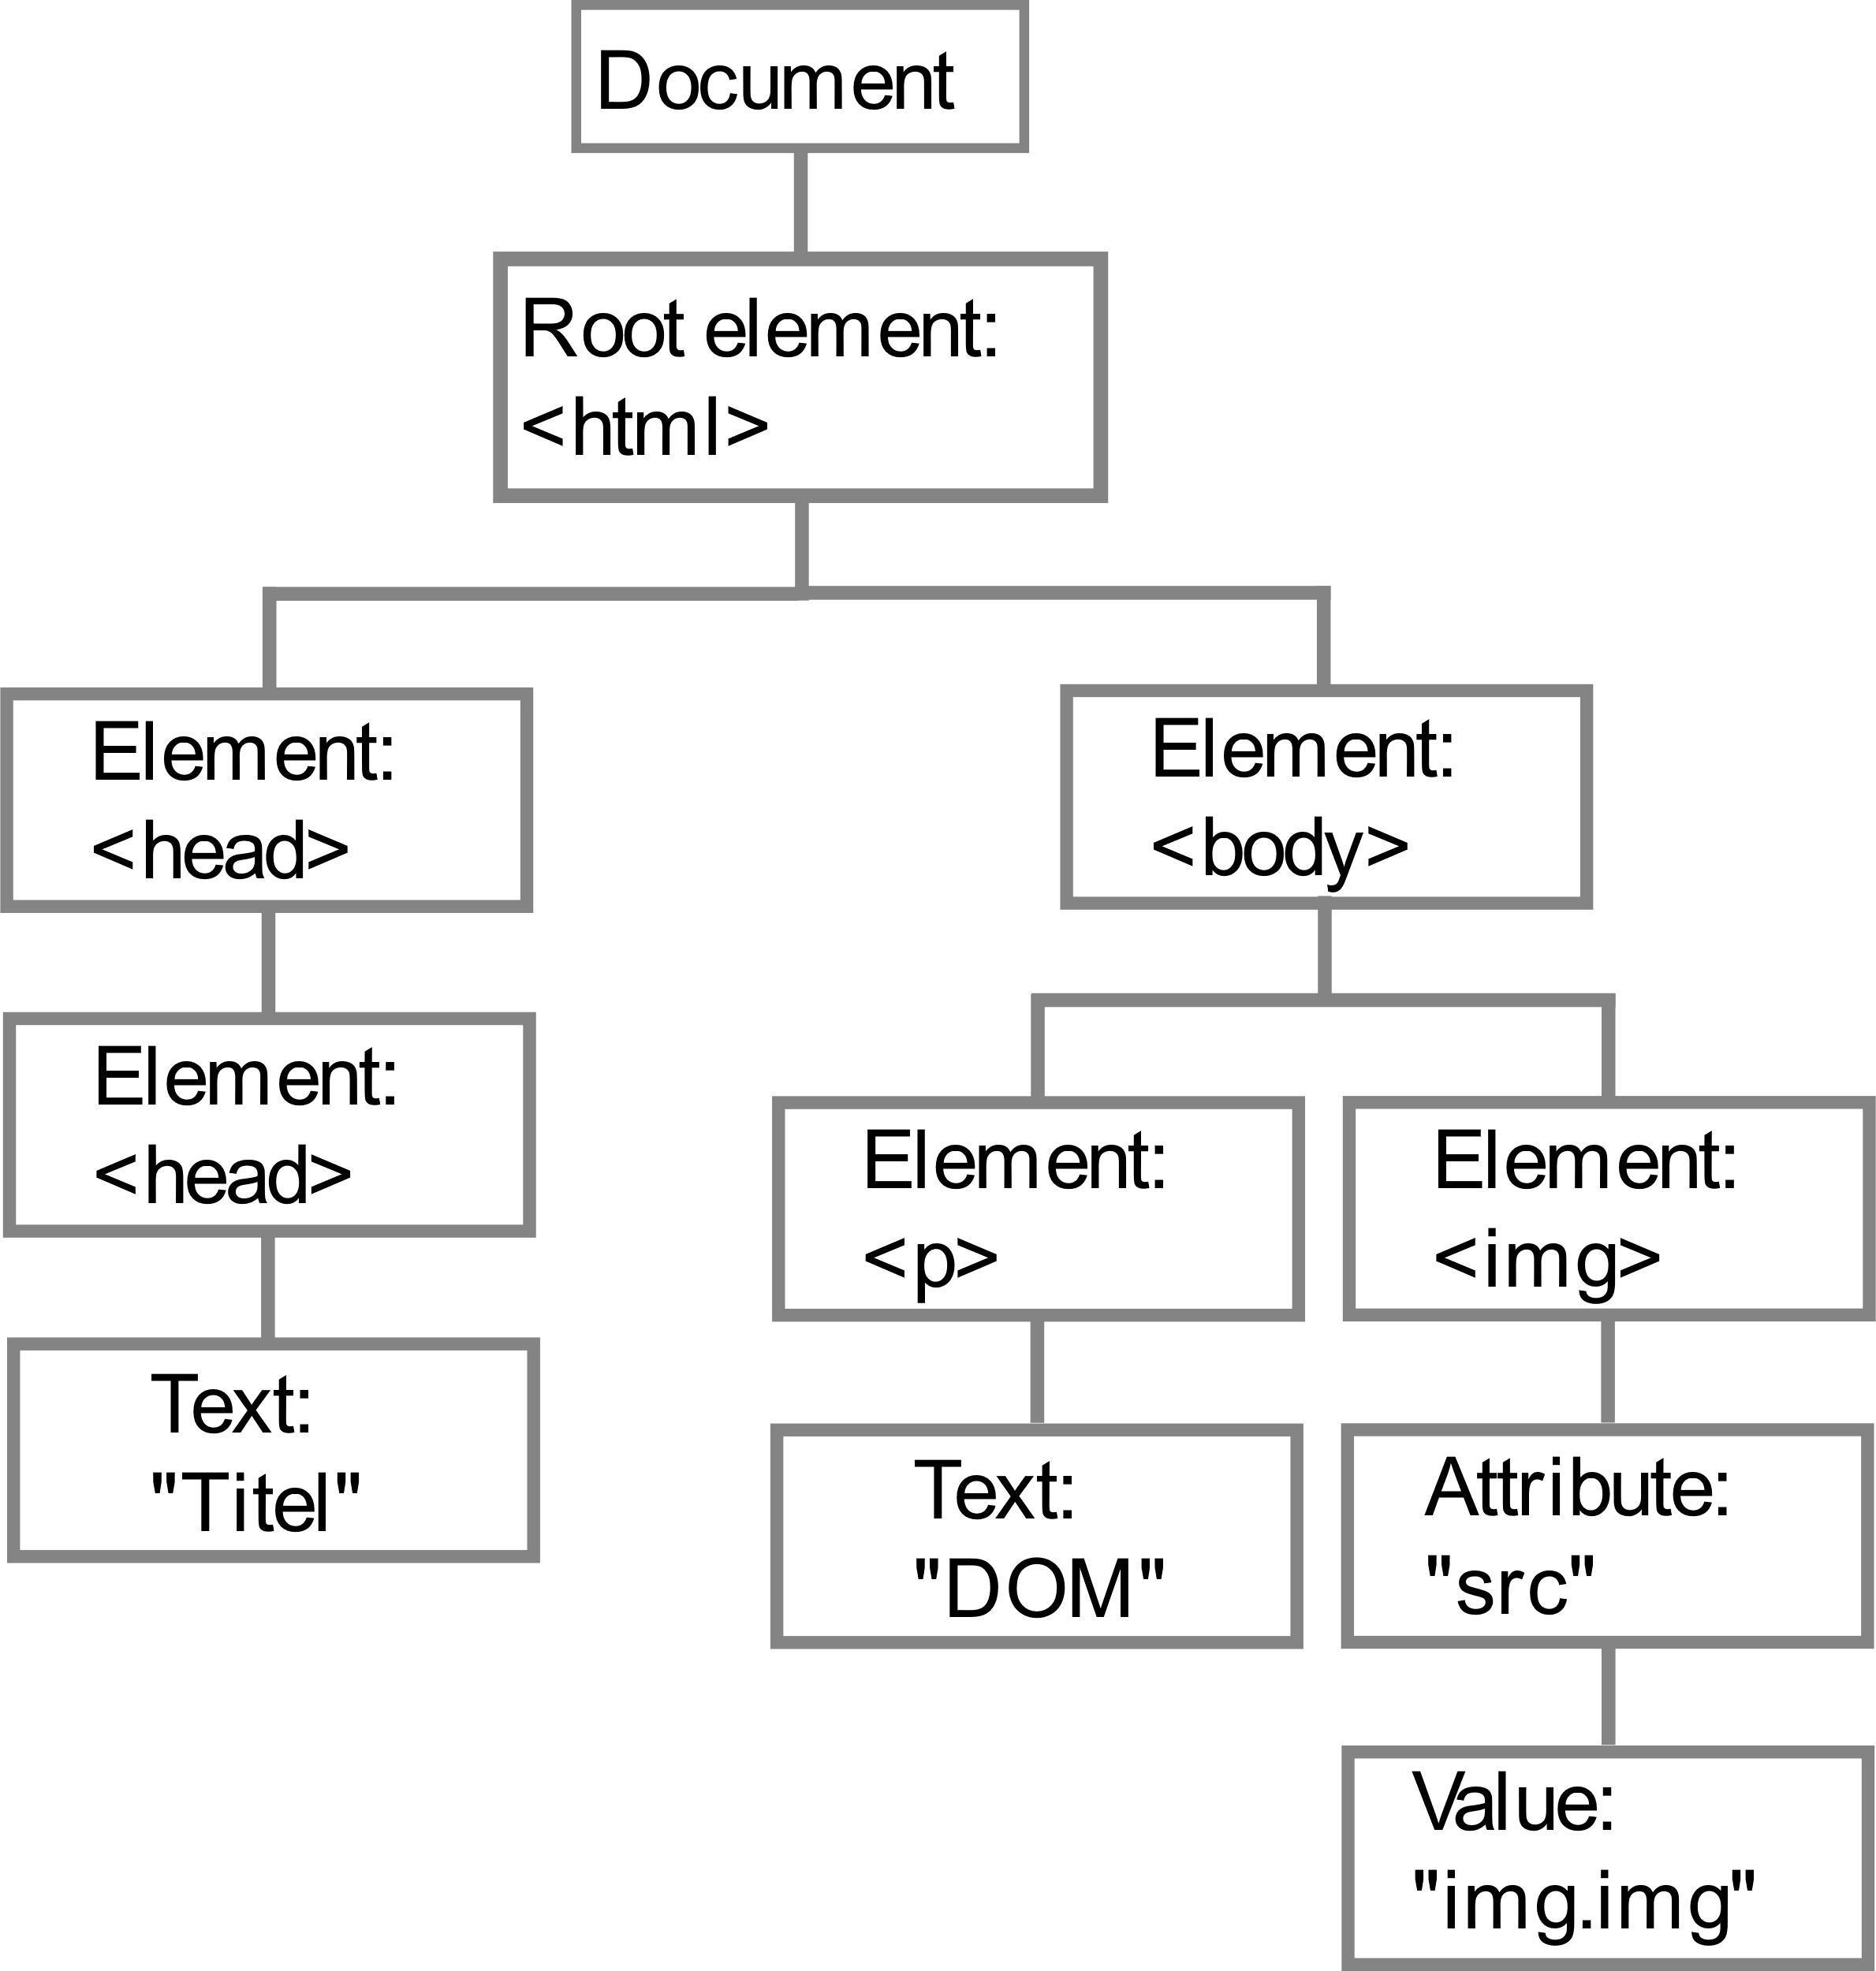 Document
Root element:
<html>
Element:
<head>
Element:
<body>
Element:
<head>
Element:
<p>
Element:
<img>
Text:
"Titel"
Text:
"DOM"
Attribute:
"src"
Value:
"img.img"